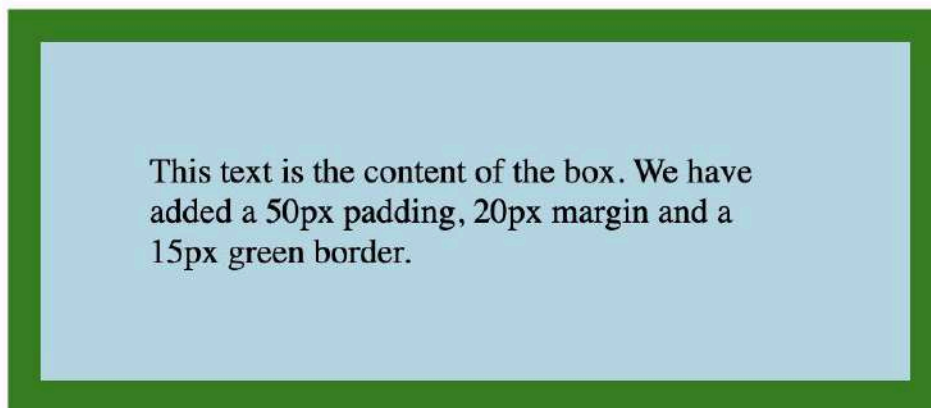 This text is the content of the box. We have
added a 50px padding, 20px margin and a
15px green border.